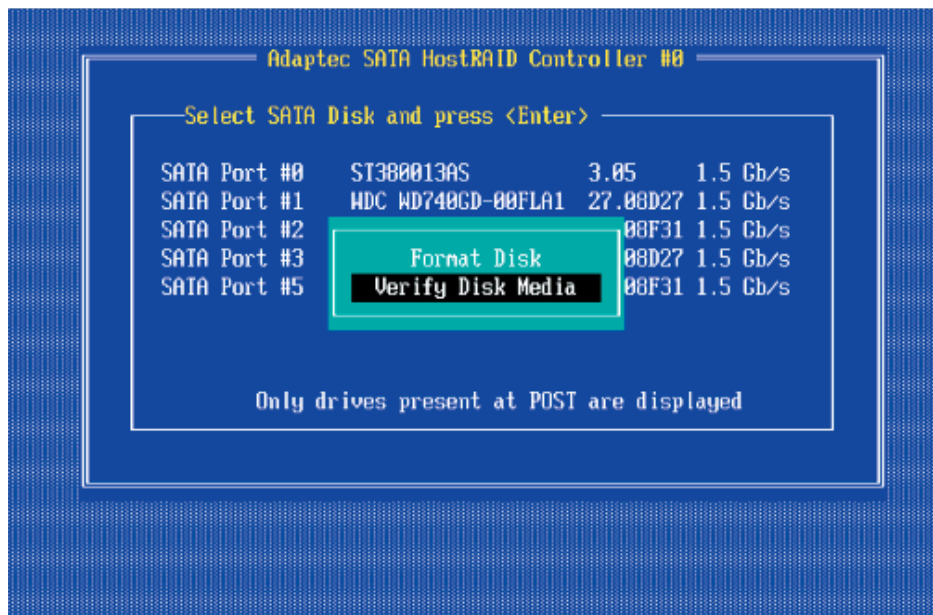 Adaptec SATA HostRAID Controller #0
Select SATA Disk and press <Enter>
SATA Port #0 ST380013AS 3.05 1.5 Gb/s
SATA Port #1 WDC WD740GD-00FLA1 27.08D27 1.5 Gb/s
SATA Port #2 08F31 1.5 Gb/s
SATA Port #3 08D27 1.5 Gb/s
SATA Port #5 08F31 1.5 Gb/s
Format Disk
Verify Disk Media
Only drives present at POST are displayed